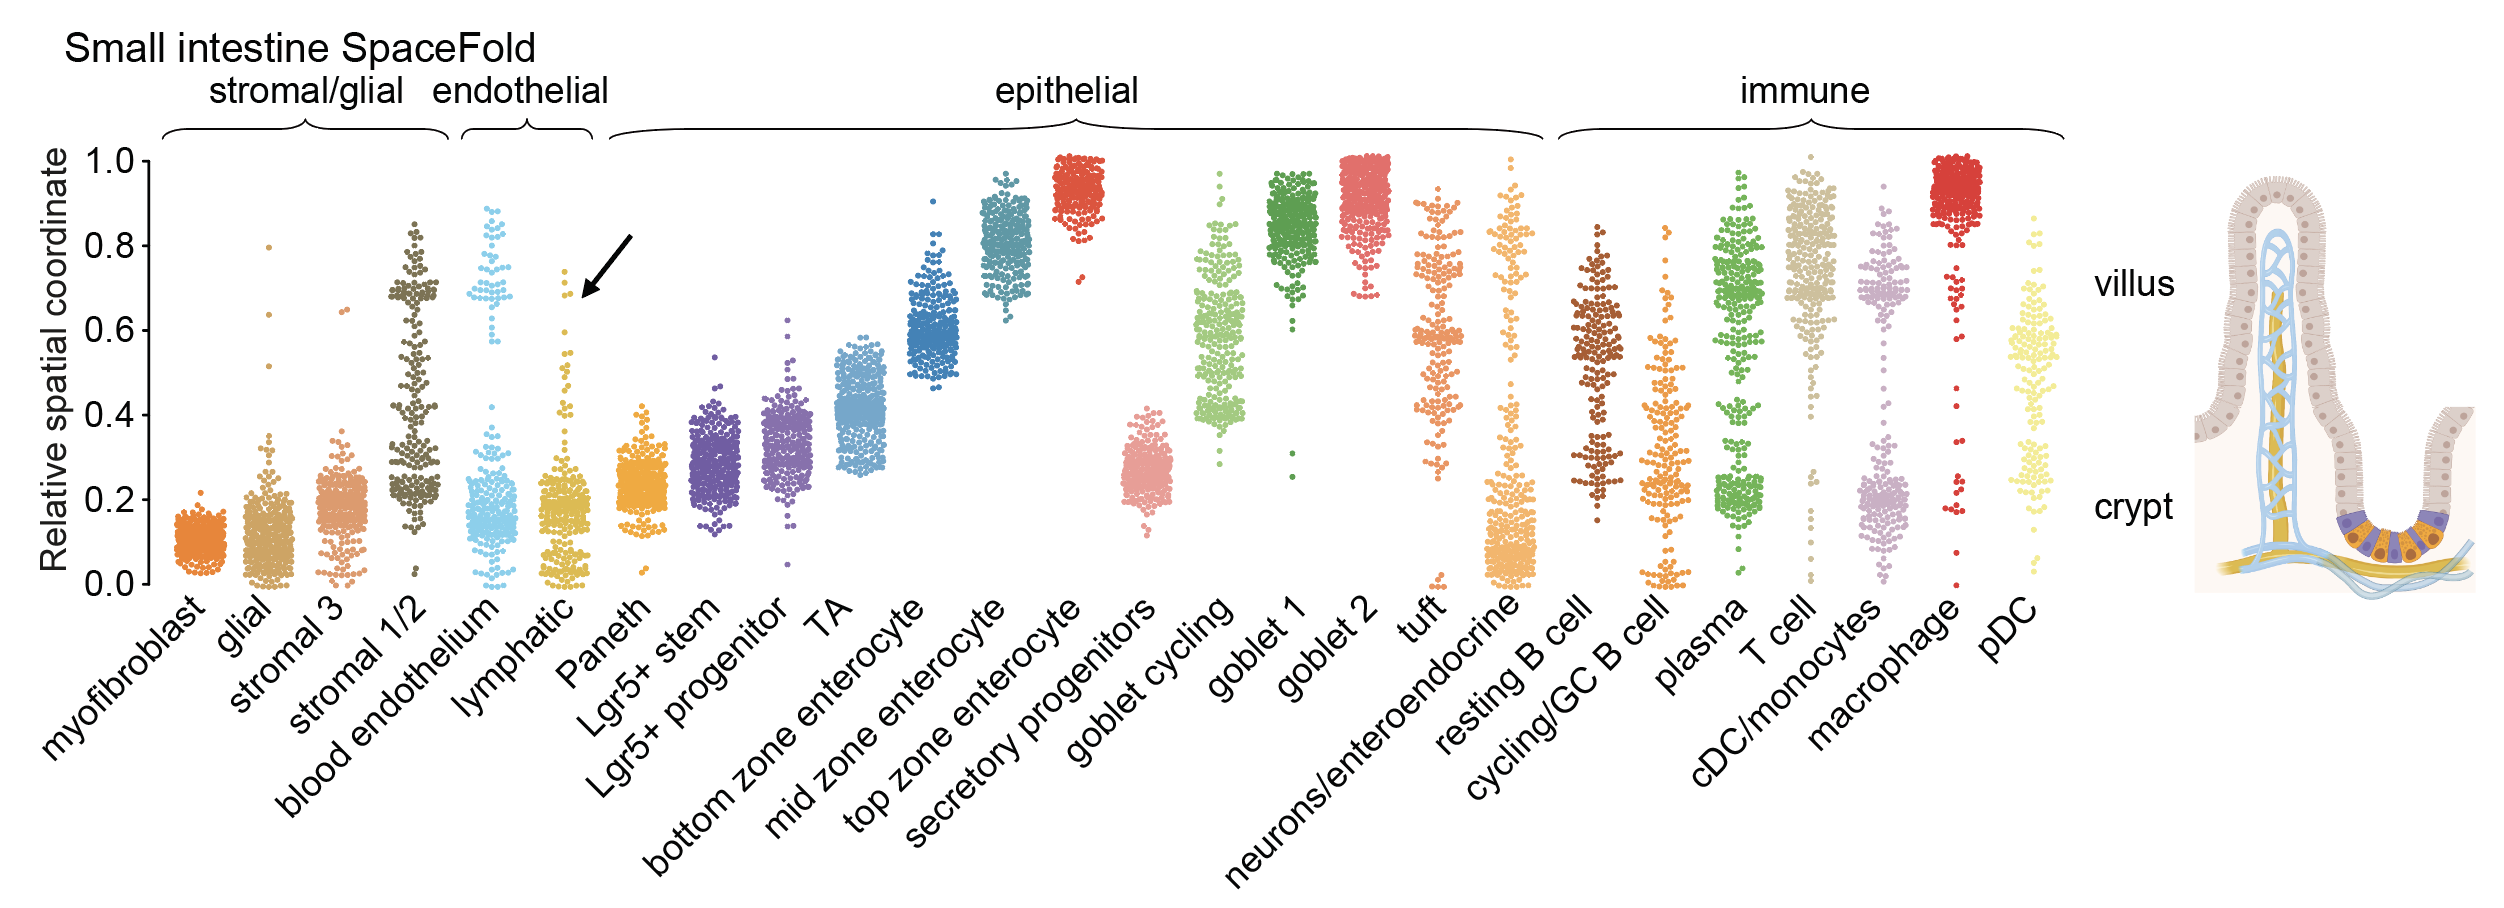 Small intestine SpaceFold
stromal/glial
endothelial
epithelial
immune
Relative spatial coordinate
1.0
0.8
0.6
0.4
0.2
0.0
villus
crypt
myofibroblast
glial
stromal 3
stromal 1/2
blood endothelium
lymphatic
Paneth
Lgr5+ stem
Lgr5+ progenitor
TA
bottom zone enterocyte
mid zone enterocyte
top zone enterocyte
secretory progenitors
goblet cycling
goblet 1
goblet 2
tuft
neurons/enteroendocrine
resting B cell
cycling/GC B cell
plasma
T cell
cDC/monocytes
macrophage
pDC